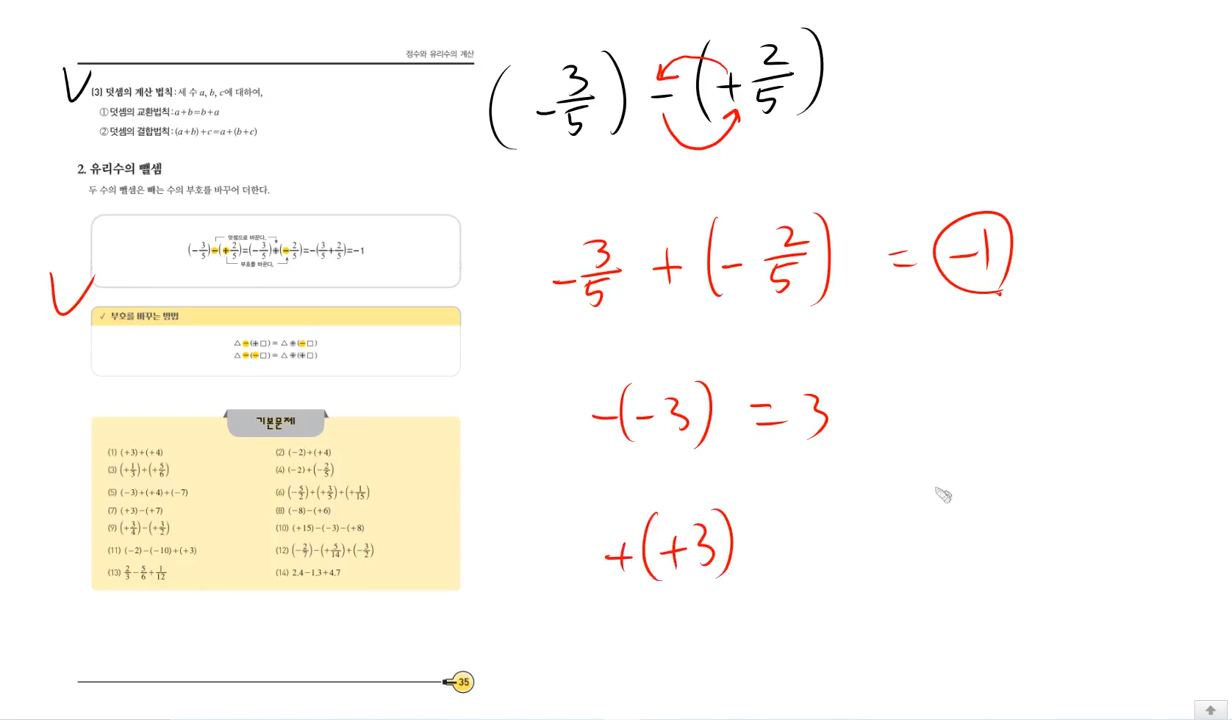 정수와 유리수의 계산
(3) 덧셈의 계산 법칙 : 세 수 a, b, c에 대하여,
① 덧셈의 교환법칙 : a+b=b+a
② 덧셈의 결합법칙 : (a+b)+c=a+(b+c)
2. 유리수의 뺄셈
두 수의 뺄셈은 빼는 수의 부호를 바꾸어 더한다.
덧셈으로 바꾼다.
(-3/5)-(+2/5)=(-3/5)+(-2/5)=-(3/5+2/5)=-1
부호를 바꾼다.
✓ 부호를 바꾸는 방법
△-(+□)= △+(-□)
△-(-□)= △+(+□)
기본문제
(1) (+3)+(+4) (2) (-2)+(+4)
(3) (+1/3)+(+5/6) (4) (-2)+(-2/5)
(5) (-3)+(+4)+(-7) (6) (-5/2)+(+3/5)+(+1/15)
(7) (+3)-(+7) (8) (-8)-(+6)
(9) (+3/4)-(+3/2) (10) (+15)-(-3)-(+8)
(11) (-2)-(-10)+(+3) (12) (-2/7)-(+5/14)+(-3/2)
(13) 2/3-5/6+1/12 (14) 2.4-1.3+4.7
35
(-3/5)-(+2/5)
-3/5+(-2/5) = -1
-(-3) = 3
+(+3)